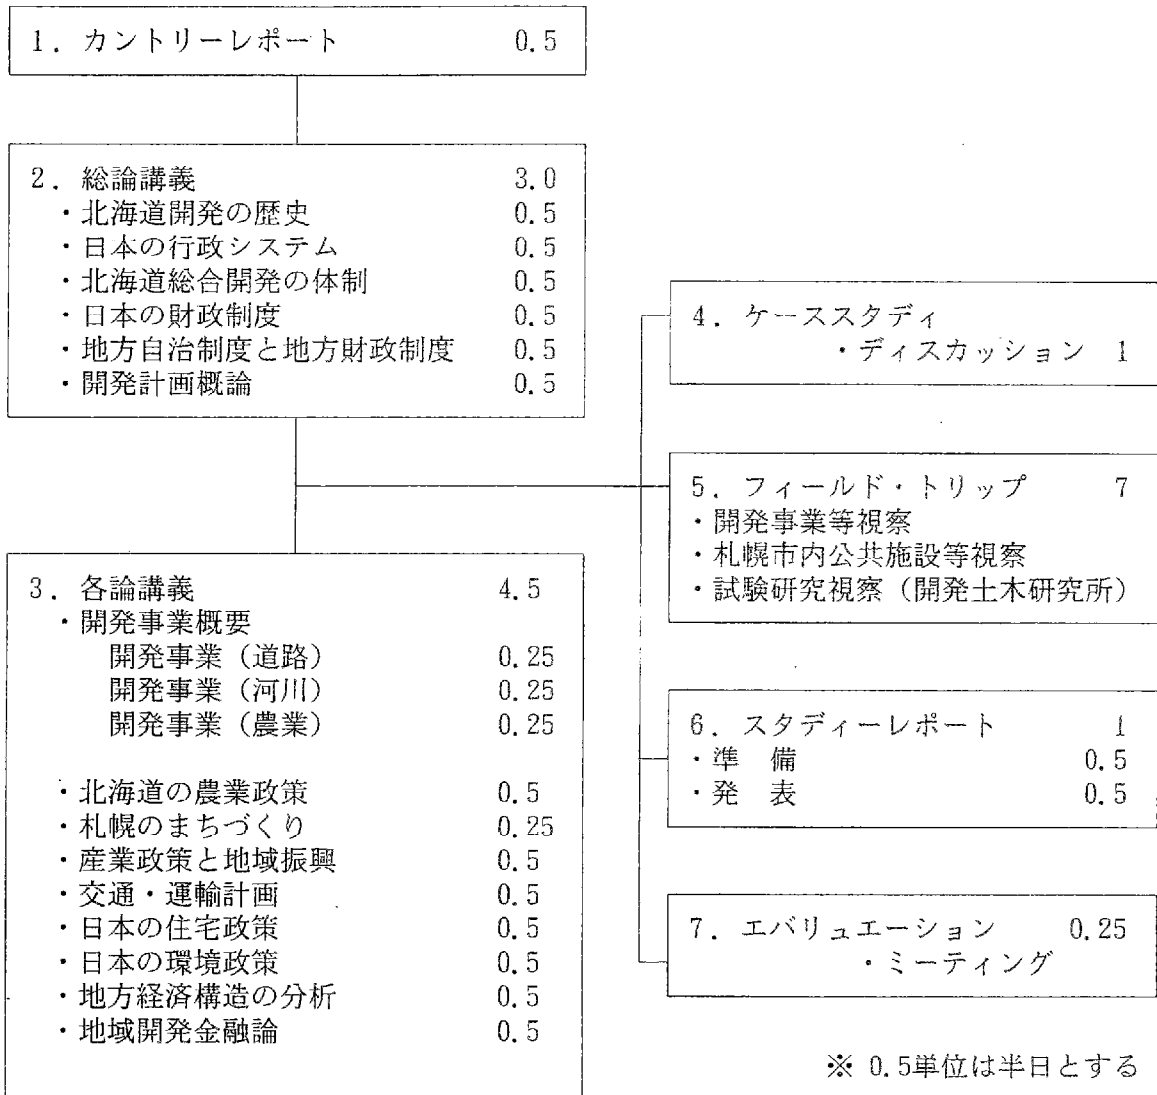 1. カントリーレポート 0.5
2. 総論講義 3.0
・北海道開発の歴史 0.5
・日本の行政システム 0.5
・北海道総合開発の体制 0.5
・日本の財政制度 0.5
・地方自治制度と地方財政制度 0.5
・開発計画概論 0.5
3. 各論講義 4.5
・開発事業概要
開発事業（道路） 0.25
開発事業（河川） 0.25
開発事業（農業） 0.25
・北海道の農業政策 0.5
・札幌のまちづくり 0.25
・産業政策と地域振興 0.5
・交通・運輸計画 0.5
・日本の住宅政策 0.5
・日本の環境政策 0.5
・地方経済構造の分析 0.5
・地域開発金融論 0.5
4. ケーススタディ
・ディスカッション 1
5. フィールド・トリップ 7
・開発事業等視察
・札幌市内公共施設等視察
・試験研究視察（開発土木研究所）
6. スタディーレポート 1
・準 備 0.5
・発 表 0.5
7. エバリュエーション 0.25
・ミーティング
※ 0.5単位は半日とする